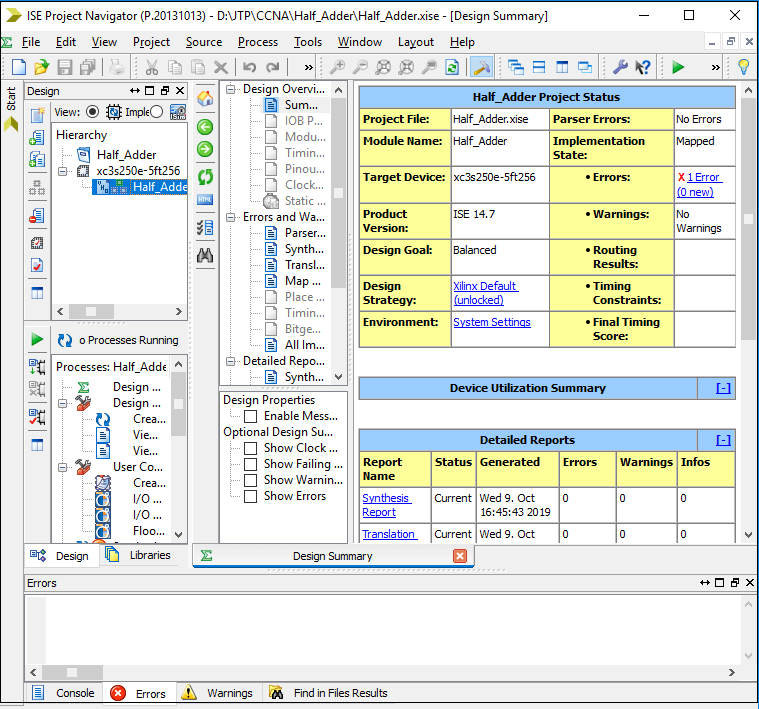 ISE Project Navigator (P.20131013) - D:\JTP\CCNA\Half_Adder\Half_Adder.xise - [Design Summary]
File Edit View Project Source Process Tools Window Layout Help
Start
Design
View: Imple
Hierarchy
Half_Adder
xc3s250e-5ft256
Half_Adde
o Processes Running
Processes: Half_Adde
Design ...
Design ...
Crea...
Vie...
Vie...
User Co...
Crea...
I/O ...
I/O ...
Floo...
Design
Libraries
Design Overvi...
Sum...
IOB P...
Modu...
Timin...
Pinou...
Clock...
Static ...
Errors and Wa...
Parser...
Synth...
Transl...
Map ...
Place ...
Timin...
Bitge...
All Im...
Detailed Repo...
Synth...
Design Properties
Enable Mess...
Optional Design Su...
Show Clock ...
Show Failing ...
Show Warnin...
Show Errors
Half_Adder Project Status
Project File: Half_Adder.xise Parser Errors: No Errors
Module Name: Half_Adder Implementation State: Mapped
Target Device: xc3s250e-5ft256 • Errors: X 1 Error (0 new)
Product Version: ISE 14.7 • Warnings: No Warnings
Design Goal: Balanced • Routing Results:
Design Strategy: Xilinx Default (unlocked) • Timing Constraints:
Environment: System Settings • Final Timing Score:
Device Utilization Summary [-]
Detailed Reports [-]
Report Name Status Generated Errors Warnings Infos
Synthesis Report Current Wed 9. Oct 16:45:43 2019 0 0 0
Translation Current Wed 9. Oct 0 0 0
Design Summary
Errors
Console Errors Warnings Find in Files Results